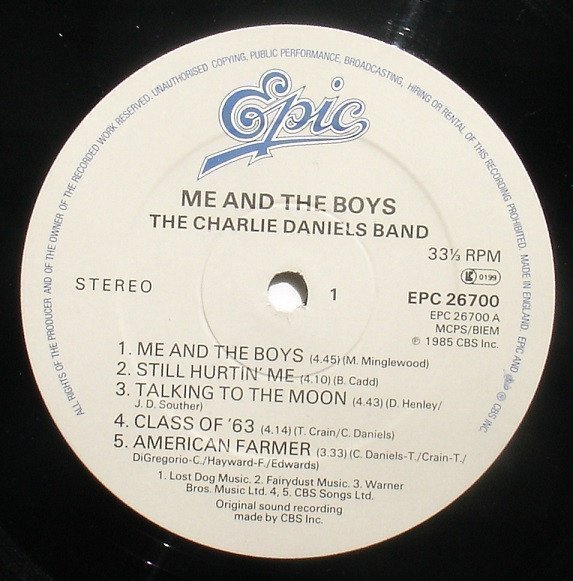 ALL RIGHTS OF THE PRODUCER AND OF THE OWNER OF THE RECORDED WORK RESERVED. UNAUTHORISED COPYING, PUBLIC PERFORMANCE, BROADCASTING, HIRING OR RENTAL OF THIS RECORDING PROHIBITED. MADE IN ENGLAND. EPIC AND ARE ® CBS INC.
Epic
ME AND THE BOYS
THE CHARLIE DANIELS BAND
33⅓ RPM
LC 0199
STEREO
1
EPC 26700
EPC 26700 A
MCPS/BIEM
℗ 1985 CBS Inc.
1. ME AND THE BOYS (4.45) (M. Minglewood)
2. STILL HURTIN' ME (4.10) (B. Cadd)
3. TALKING TO THE MOON (4.43) (D. Henley/
J. D. Souther)
4. CLASS OF '63 (4.14) (T. Crain/C. Daniels)
5. AMERICAN FARMER (3.33) (C. Daniels-T./Crain-T./
DiGregorio-C./Hayward-F./Edwards)
1. Lost Dog Music. 2. Fairydust Music. 3. Warner
Bros. Music Ltd. 4, 5. CBS Songs Ltd.
Original sound recording
made by CBS Inc.